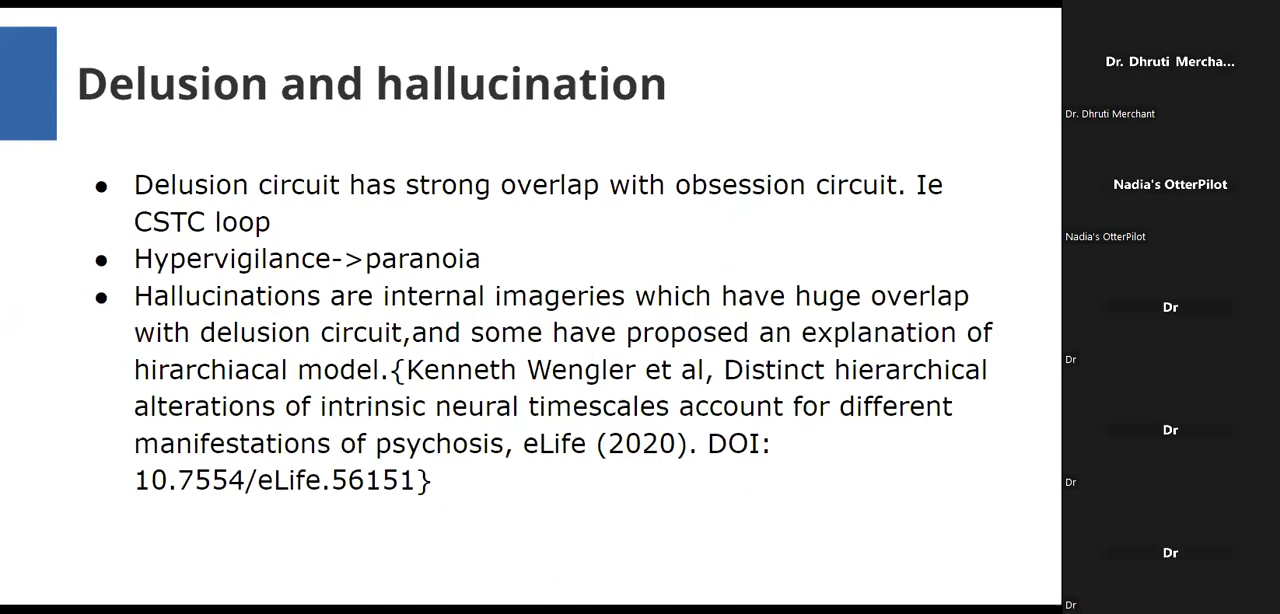 Delusion and hallucination
● Delusion circuit has strong overlap with obsession circuit. Ie
CSTC loop
● Hypervigilance->paranoia
● Hallucinations are internal imageries which have huge overlap
with delusion circuit,and some have proposed an explanation of
hirarchiacal model.{Kenneth Wengler et al, Distinct hierarchical
alterations of intrinsic neural timescales account for different
manifestations of psychosis, eLife (2020). DOI:
10.7554/eLife.56151}
Dr. Dhruti Mercha...
Dr. Dhruti Merchant
Nadia's OtterPilot
Nadia's OtterPilot
Dr
Dr
Dr
Dr
Dr
Dr